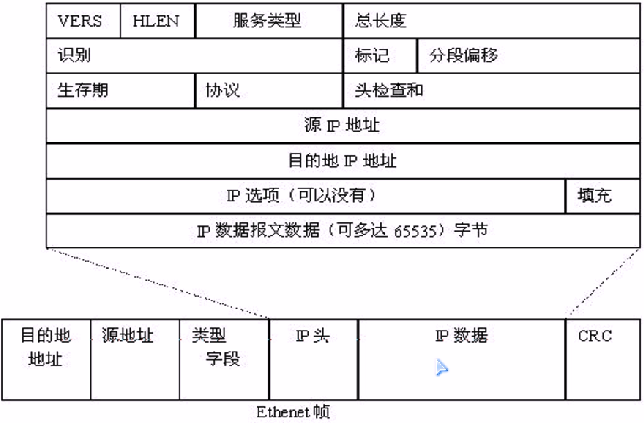 VERS HLEN 服务类型 总长度
识别 标记 分段偏移
生存期 协议 头检查和
源 IP 地址
目的地 IP 地址
IP 选项（可以没有） 填充
IP 数据报文数据（可多达 65535）字节
目的地 源地址 类型 IP 头 IP 数据 CRC
地址 字段
Ethenet 帧